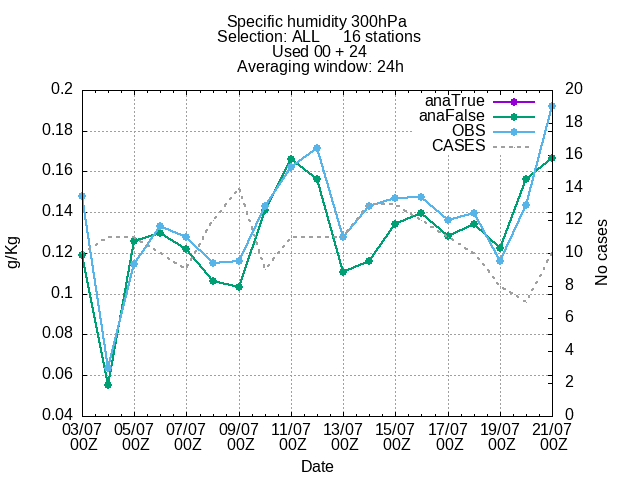 Specific humidity 300hPa
Selection: ALL 16 stations
Used 00 + 24
Averaging window: 24h
anaTrue
anaFalse
OBS
CASES
g/Kg
0.2
0.18
0.16
0.14
0.12
0.1
0.08
0.06
0.04
No cases
20
18
16
14
12
10
8
6
4
2
0
03/07 05/07 07/07 09/07 11/07 13/07 15/07 17/07 19/07 21/07
00Z 00Z 00Z 00Z 00Z 00Z 00Z 00Z 00Z 00Z
Date